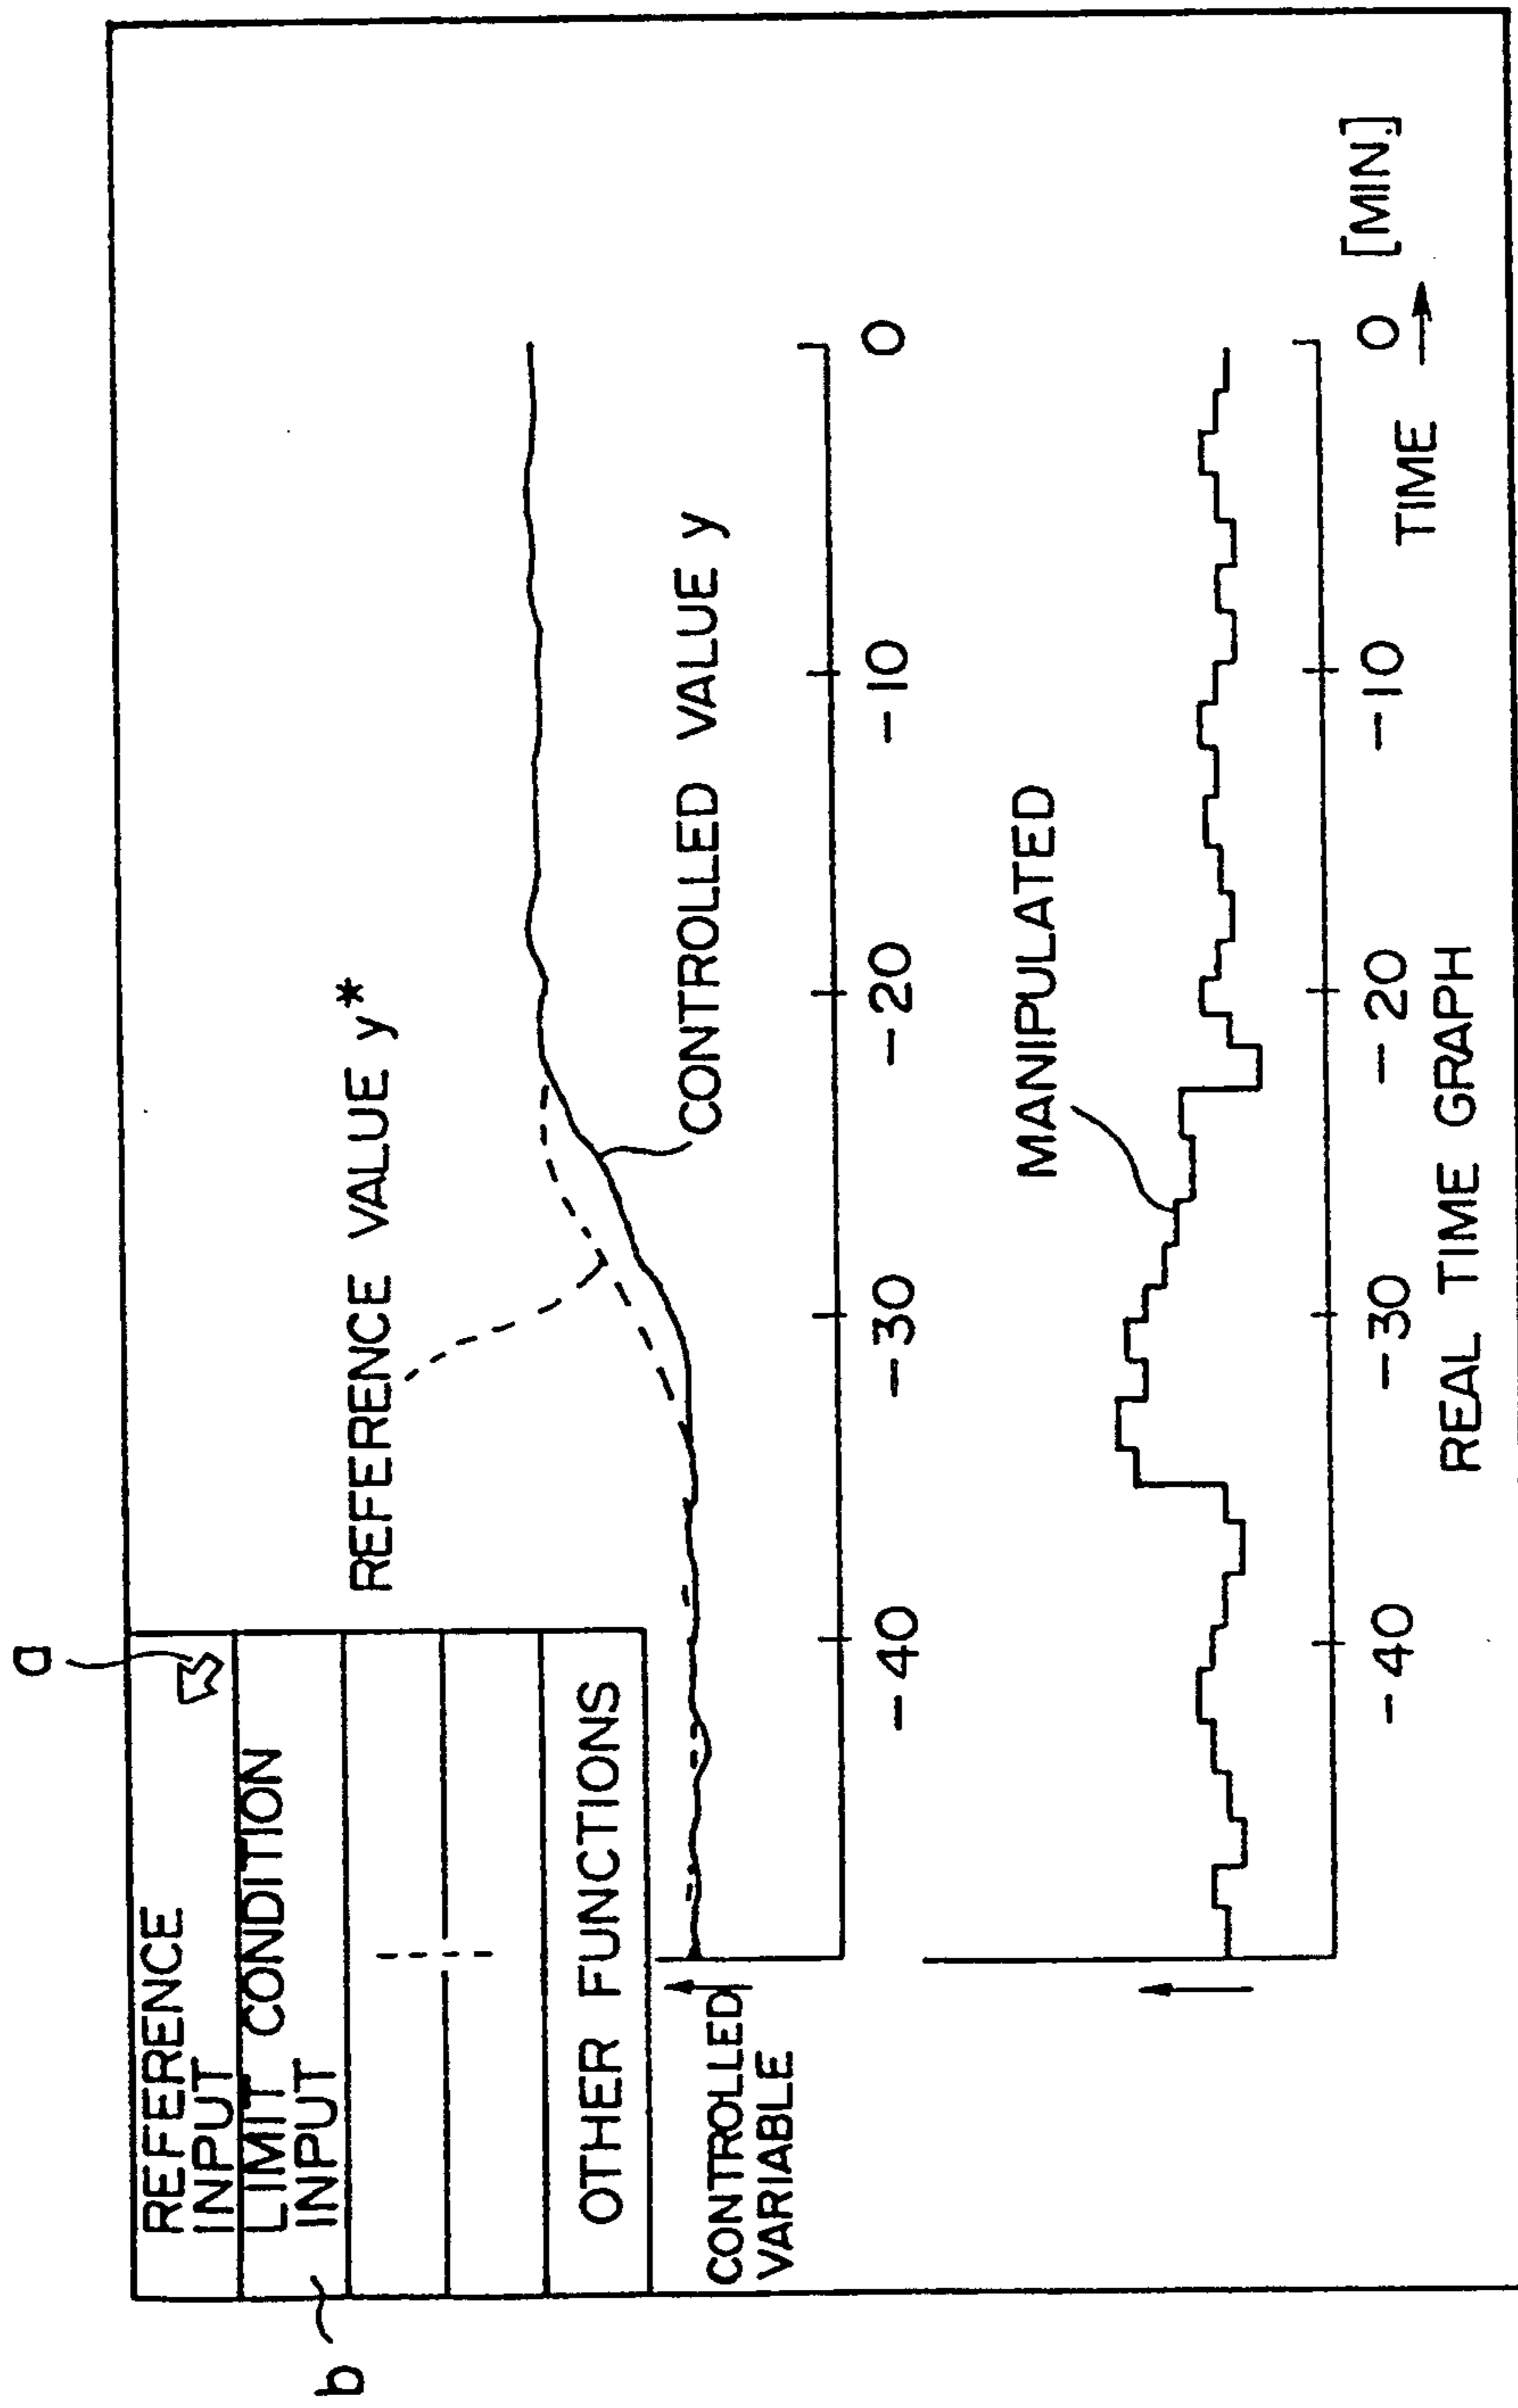 a
b
REFERENCE
INPUT
LIMIT CONDITION
INPUT
OTHER FUNCTIONS
REFERENCE VALUE y*
CONTROLLED VALUE y
CONTROLLED
VARIABLE
-40 -30 -20 -10 0
MANIPULATED
-40 -30 -20 -10 0 [MIN.]
TIME
REAL TIME GRAPH